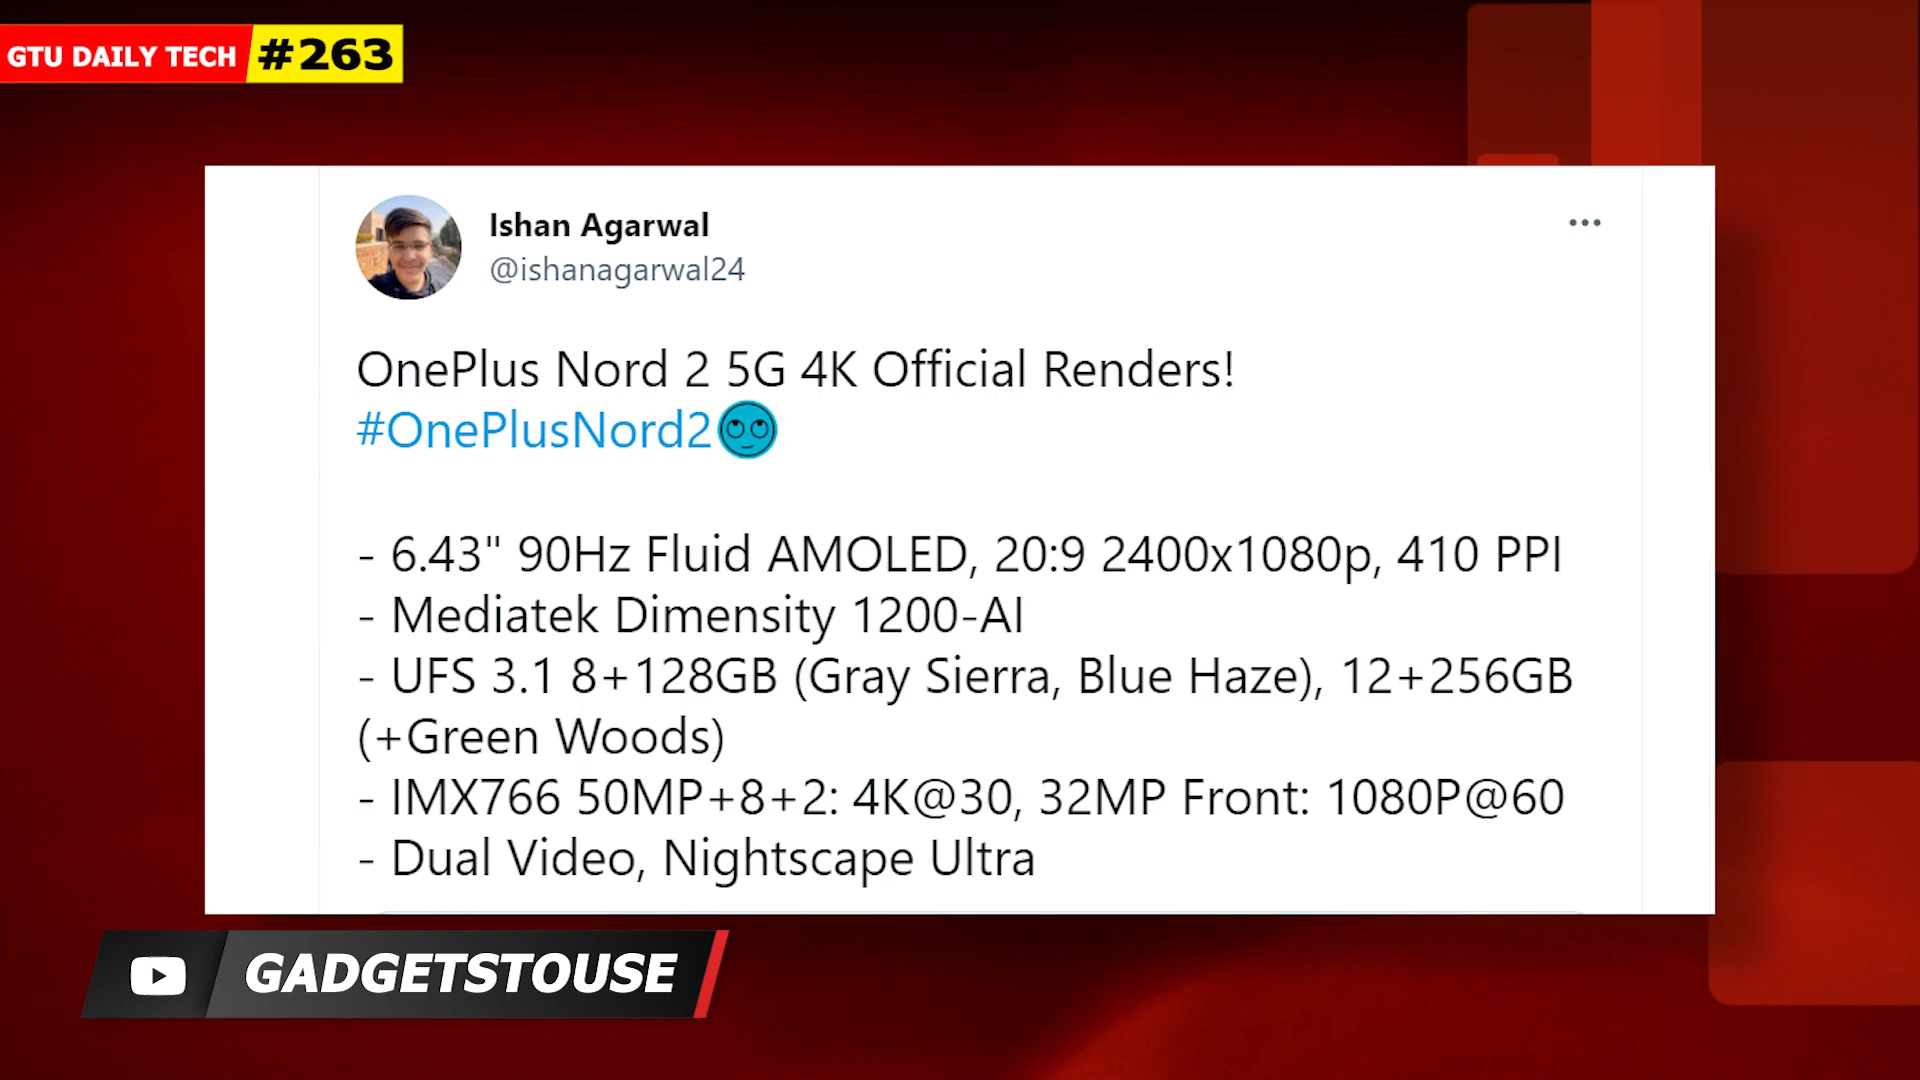 GTU DAILY TECH #263
Ishan Agarwal
@ishanagarwal24
OnePlus Nord 2 5G 4K Official Renders!
#OnePlusNord2
- 6.43" 90Hz Fluid AMOLED, 20:9 2400x1080p, 410 PPI
- Mediatek Dimensity 1200-AI
- UFS 3.1 8+128GB (Gray Sierra, Blue Haze), 12+256GB
(+Green Woods)
- IMX766 50MP+8+2: 4K@30, 32MP Front: 1080P@60
- Dual Video, Nightscape Ultra
GADGETSTOUSE